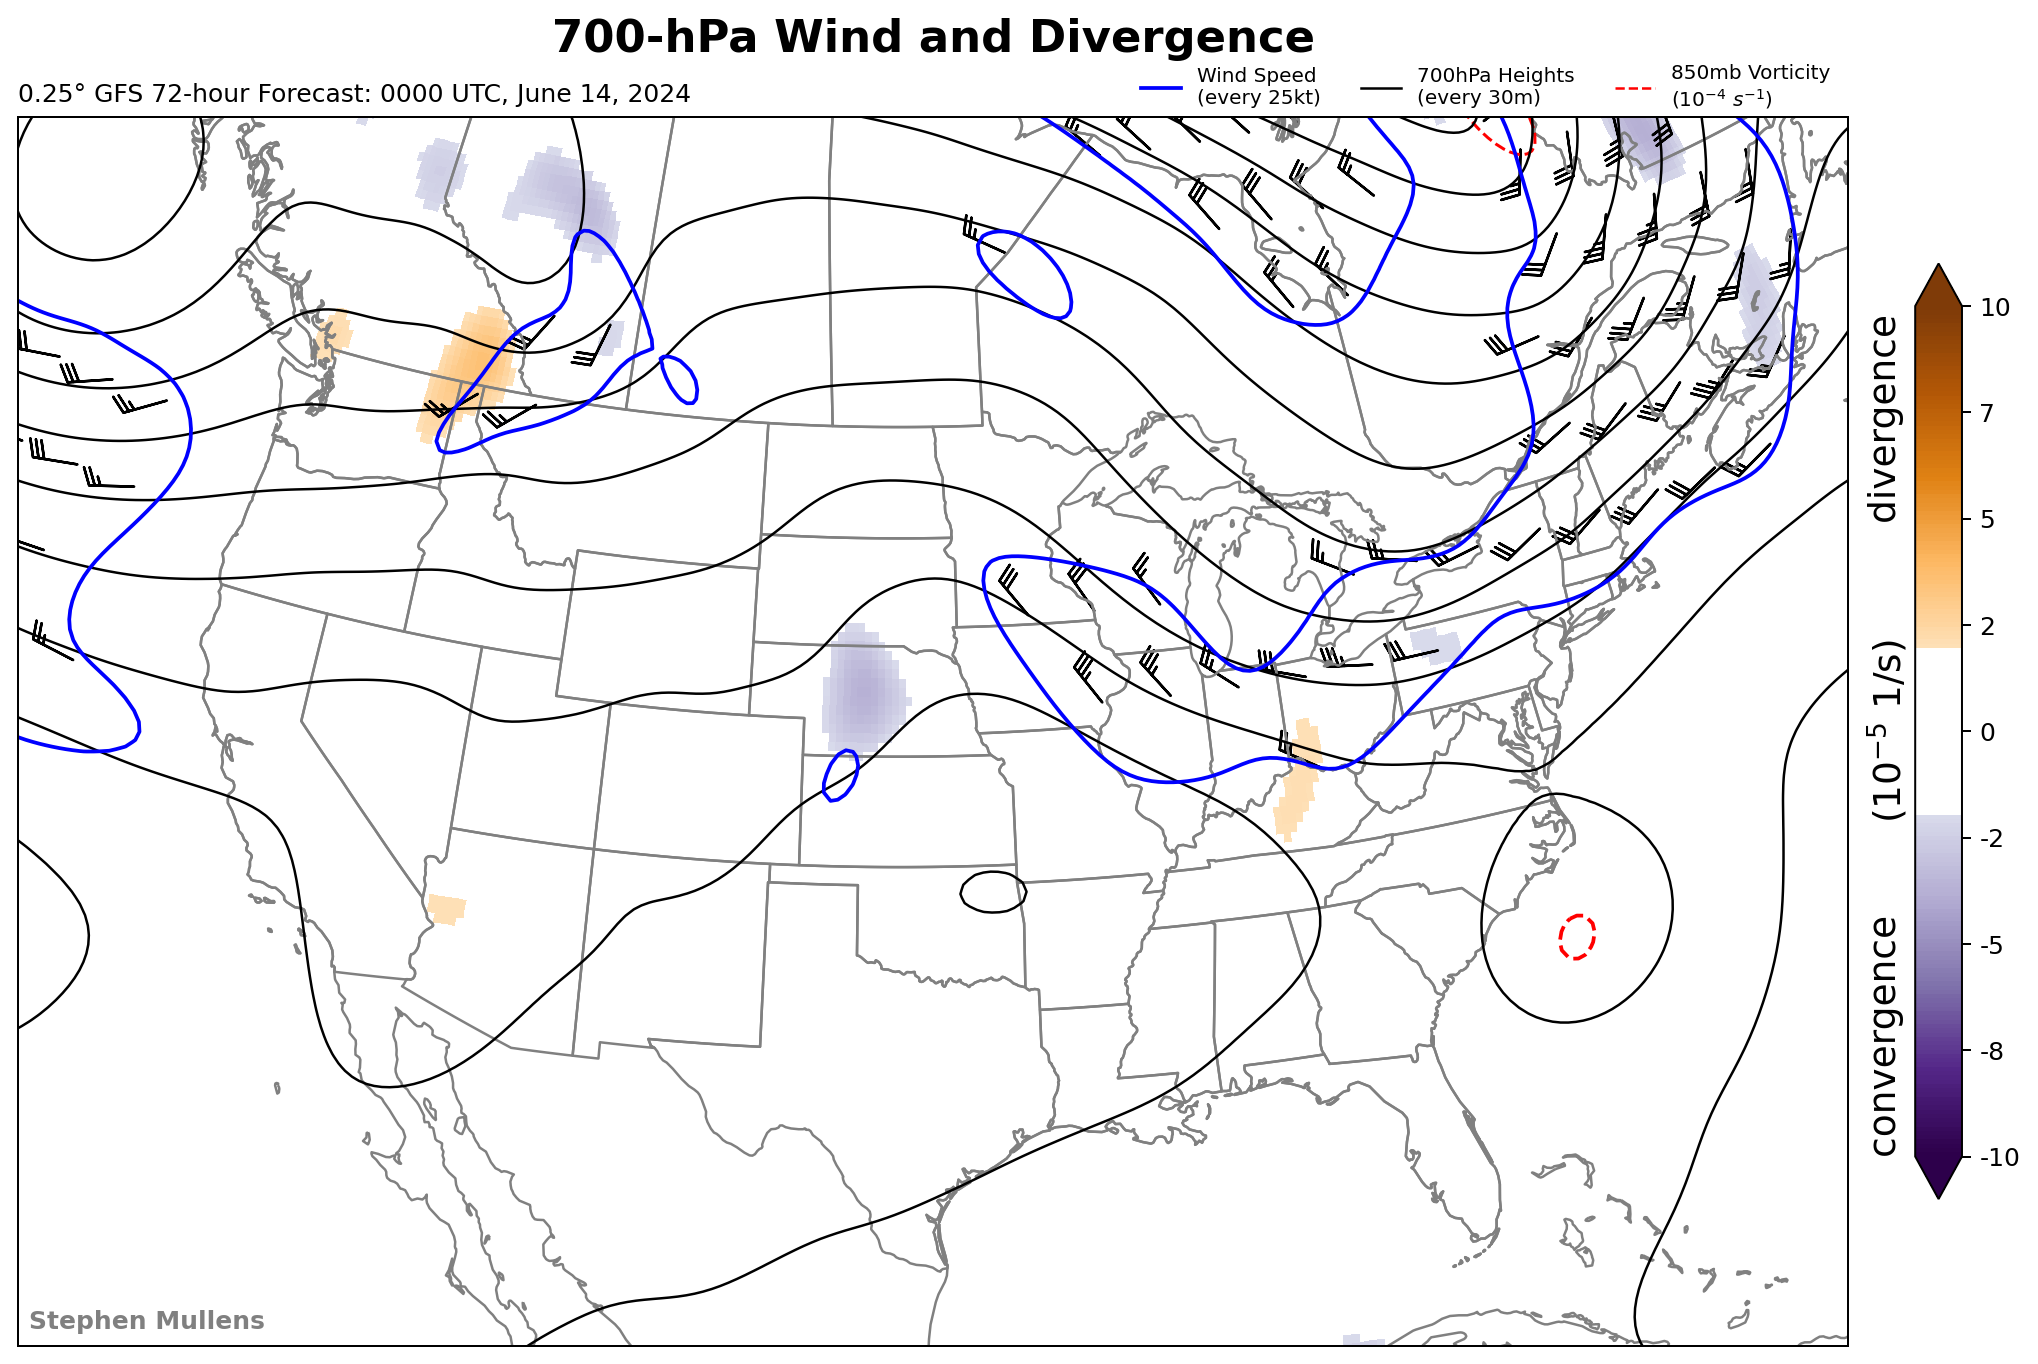 700-hPa Wind and Divergence
0.25° GFS 72-hour Forecast: 0000 UTC, June 14, 2024
Wind Speed
(every 25kt)
700hPa Heights
(every 30m)
850mb Vorticity
(10⁻⁴ s⁻¹)
10
7
5
2
0
-2
-5
-8
-10
convergence (10⁻⁵ 1/s) divergence
Stephen Mullens